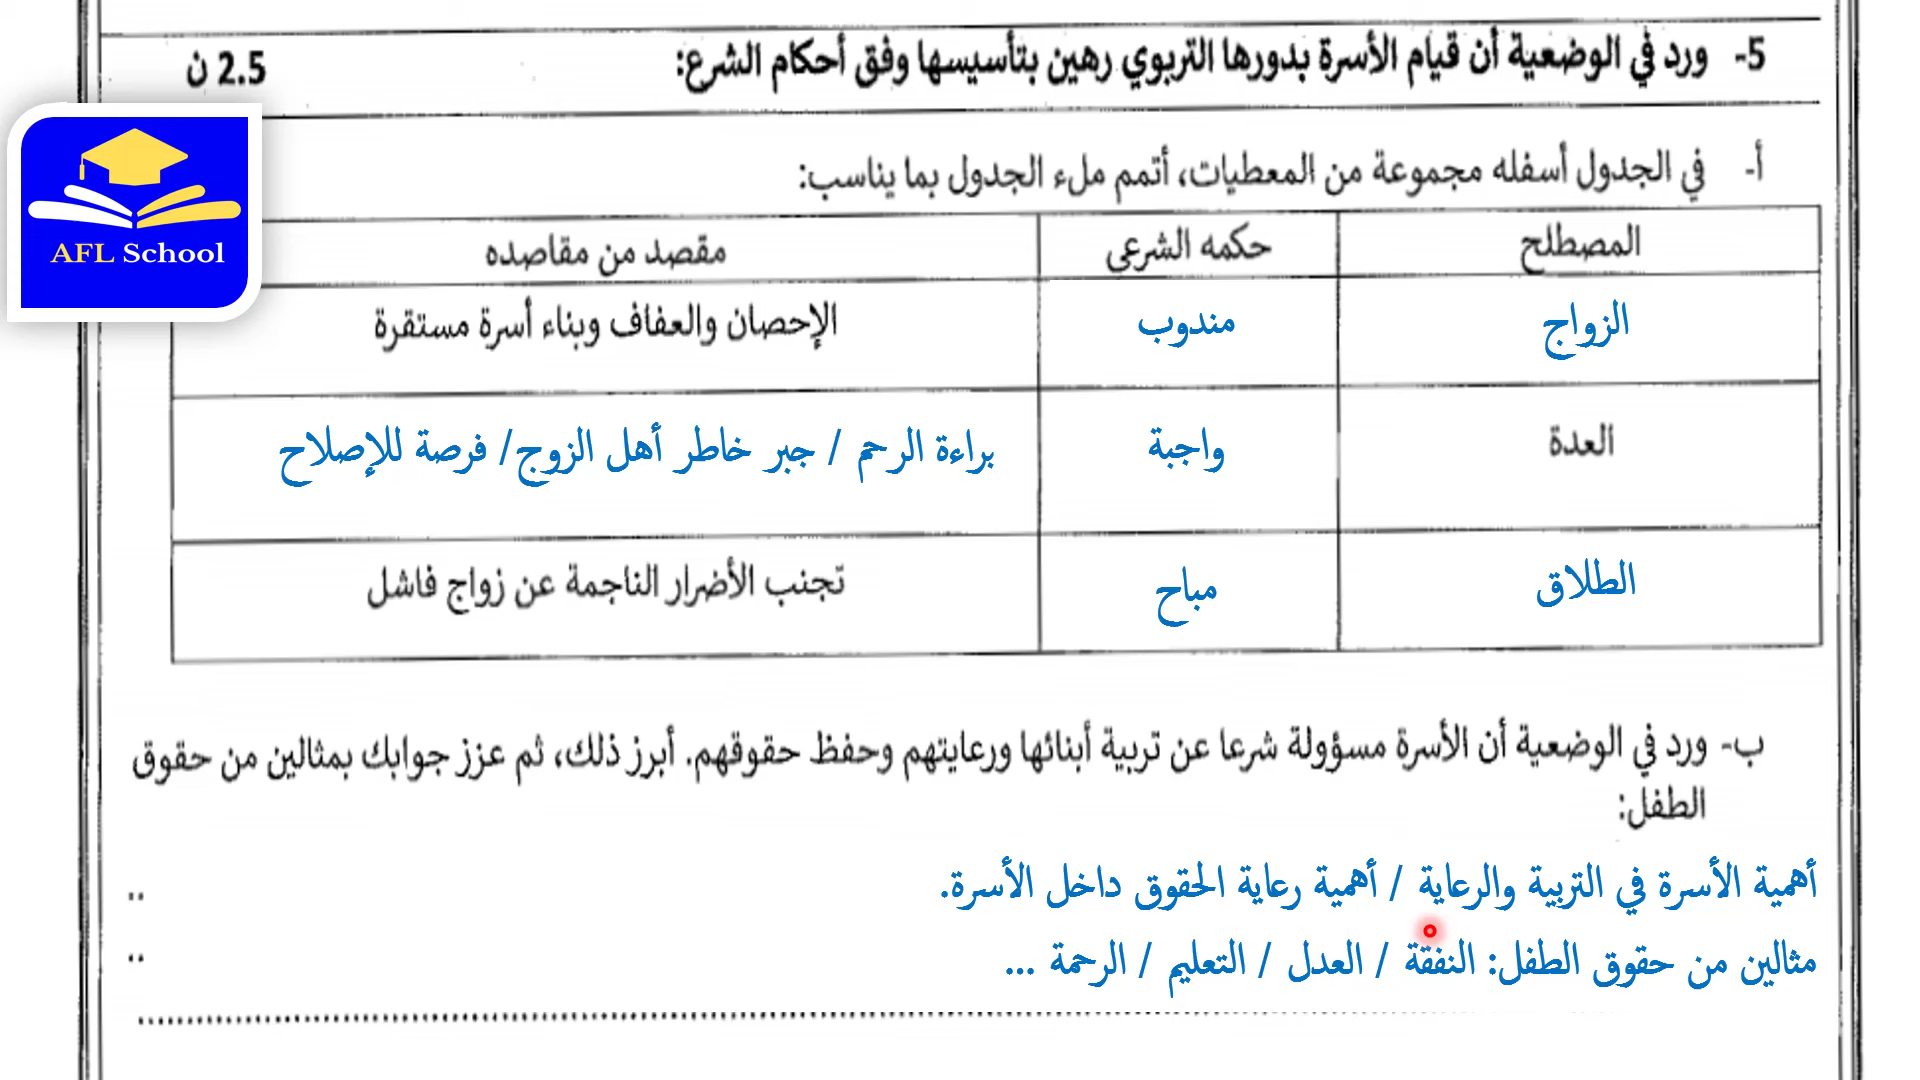 5- ورد في الوضعية أن قيام الأسرة بدورها التربوي رهين بتأسيسها وفق أحكام الشرع: 2.5 ن
AFL School
أ- في الجدول أسفله مجموعة من المعطيات، أتمم ملء الجدول بما يناسب:
المصطلح حكمه الشرعي مقصد من مقاصده
الزواج مندوب الإحصان والعفاف وبناء أسرة مستقرة
العدة واجبة براءة الرحم / جبر خاطر أهل الزوج/ فرصة للإصلاح
الطلاق مباح تجنب الأضرار الناجمة عن زواج فاشل
ب- ورد في الوضعية أن الأسرة مسؤولة شرعا عن تربية أبنائها ورعايتهم وحفظ حقوقهم. أبرز ذلك، ثم عزز جوابك بمثالين من حقوق
الطفل:
أهمية الأسرة في التربية والرعاية / أهمية رعاية الحقوق داخل الأسرة.
مثالين من حقوق الطفل: النفقة / العدل / التعليم / الرحمة ...